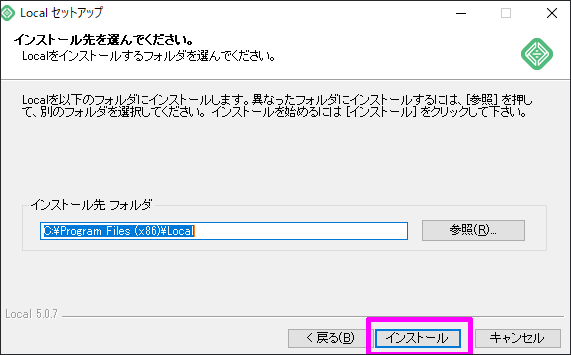 Local セットアップ
インストール先を選んでください。
Localをインストールするフォルダを選んでください。
Localを以下のフォルダにインストールします。異なったフォルダにインストールするには、[参照] を押し
て、別のフォルダを選択してください。 インストールを始めるには [インストール] をクリックして下さい。
インストール先 フォルダ
C:¥Program Files (x86)¥Local
参照(R)...
Local 5.0.7
< 戻る(B)
インストール
キャンセル